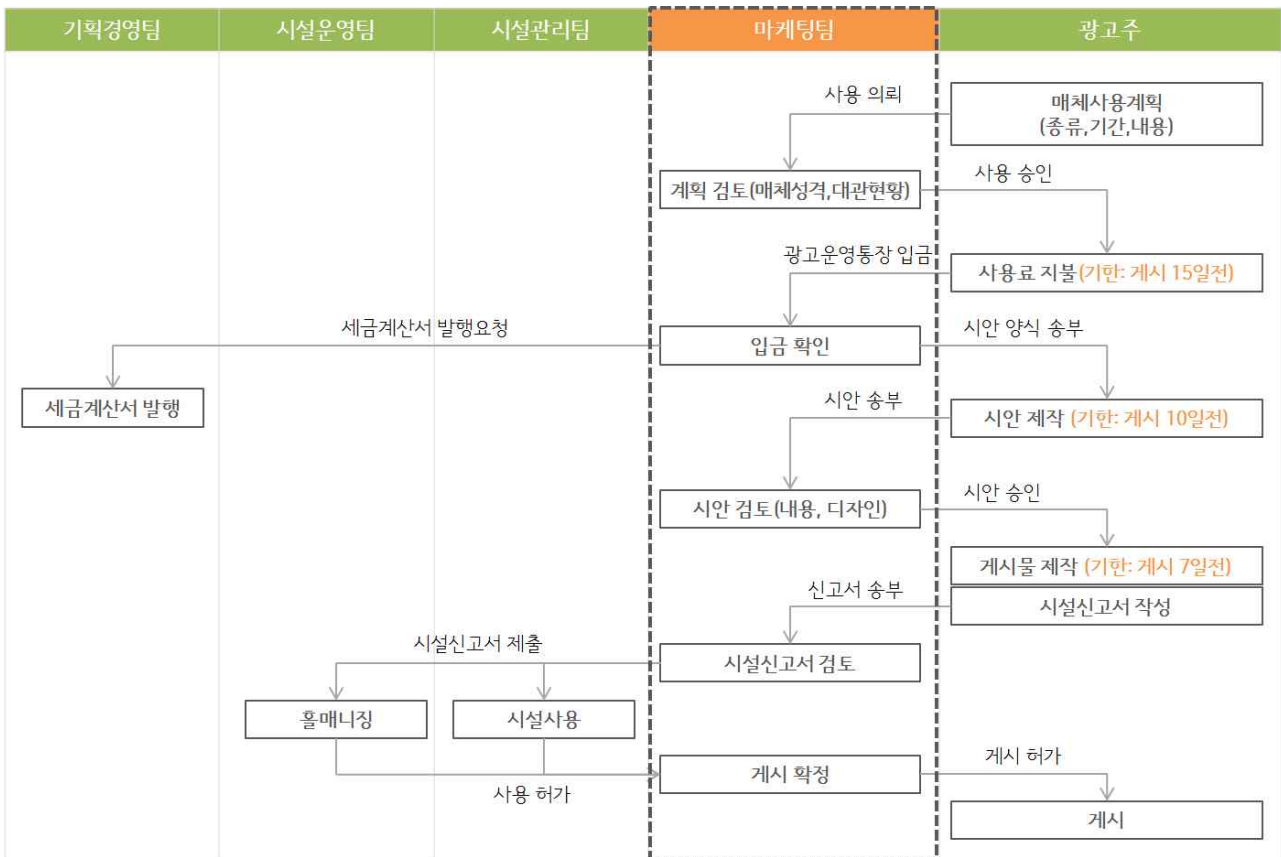 기획경영팀
시설운영팀
시설관리팀
마케팅팀
광고주
사용 의뢰
매체사용계획
(종류,기간,내용)
계획 검토(매체성격,대관현황)
사용 승인
광고운영통장 입금
사용료 지불(기한: 게시 15일전)
세금계산서 발행요청
입금 확인
시안 양식 송부
세금계산서 발행
시안 송부
시안 제작 (기한: 게시 10일전)
시안 검토(내용, 디자인)
시안 승인
게시물 제작 (기한: 게시 7일전)
신고서 송부
시설신고서 작성
시설신고서 제출
시설신고서 검토
홀매니징
시설사용
사용 허가
게시 확정
게시 허가
게시